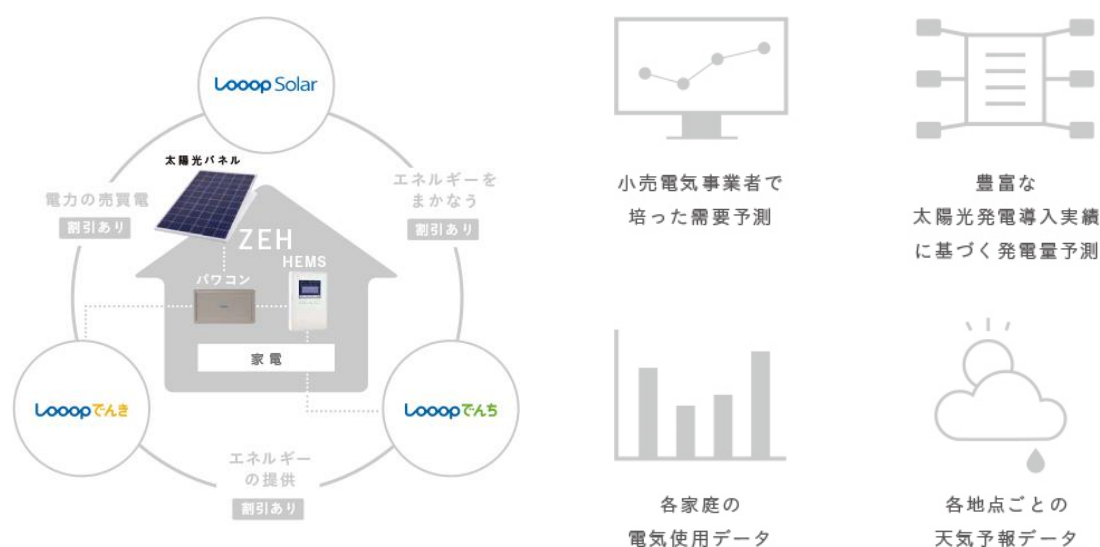 Looop Solar
太陽光パネル
電力の売買電
割引あり
エネルギーを
まかなう
割引あり
ZEH
HEMS
パワコン
家電
Looopでんき
Looopでんち
エネルギー
の提供
割引あり
小売電気事業者で
培った需要予測
豊富な
太陽光発電導入実績
に基づく発電量予測
各家庭の
電気使用データ
各地点ごとの
天気予報データ